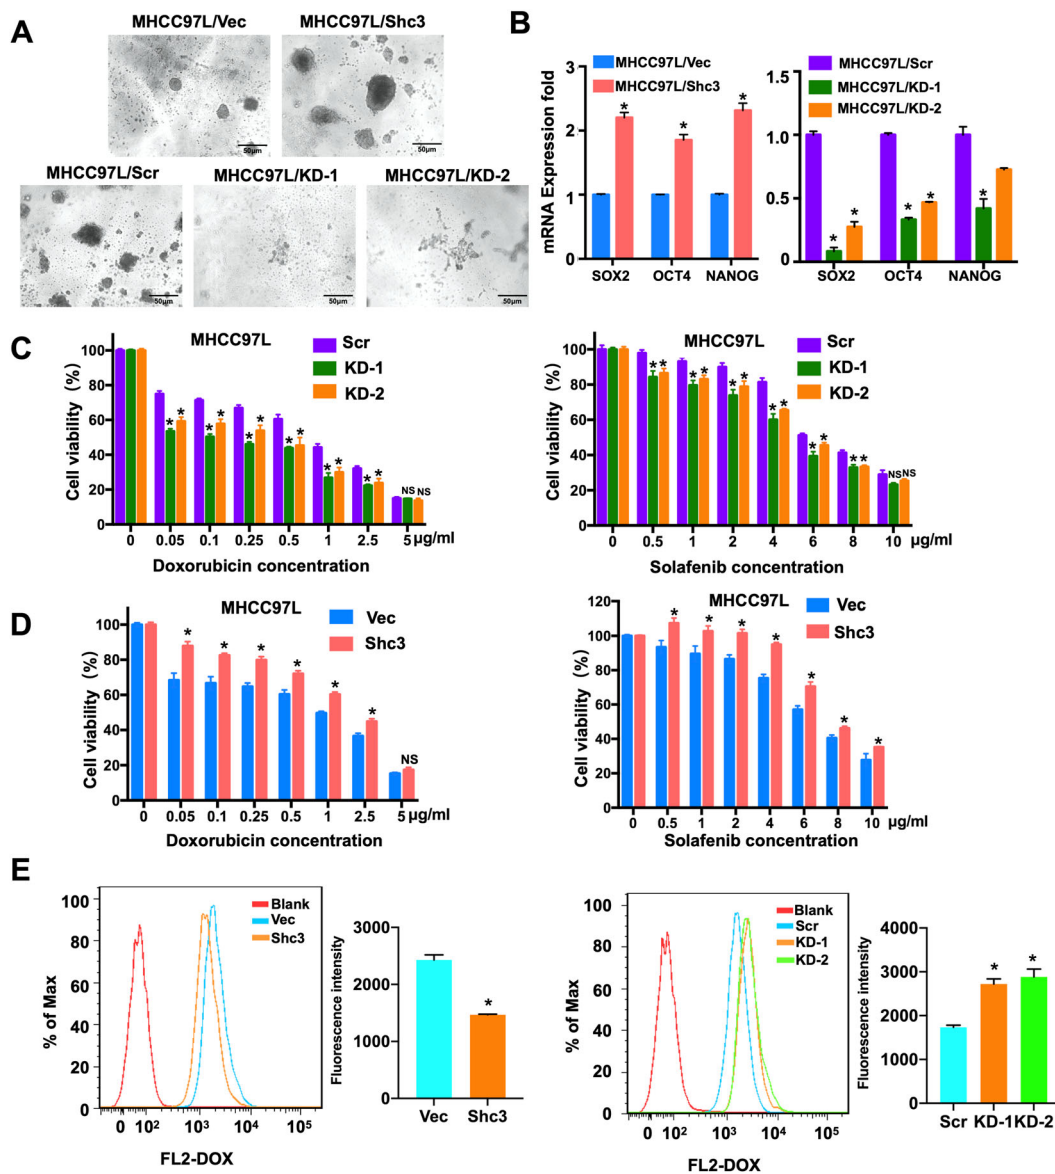 A
MHCC97L/Vec
MHCC97L/Shc3
50μm
50μm
MHCC97L/Scr
MHCC97L/KD-1
MHCC97L/KD-2
50μm
50μm
50μm
B
MHCC97L/Vec
MHCC97L/Shc3
mRNA Expression fold
3
2
1
0
* * *
SOX2 OCT4 NANOG
MHCC97L/Scr
MHCC97L/KD-1
MHCC97L/KD-2
1.5
1.0
0.5
0.0
* * * * *
SOX2 OCT4 NANOG
C
MHCC97L
Scr
KD-1
KD-2
Cell viability (%)
100
80
60
40
20
0
* * * * * * * * * * * * NS NS
0 0.05 0.1 0.25 0.5 1 2.5 5 μg/ml
Doxorubicin concentration
MHCC97L
Scr
KD-1
KD-2
Cell viability (%)
100
80
60
40
20
0
* * * * * * * * * * * * NS NS
0 0.5 1 2 4 6 8 10 μg/ml
Solafenib concentration
D
MHCC97L
Vec
Shc3
Cell viability (%)
100
80
60
40
20
0
* * * * * * NS
0 0.05 0.1 0.25 0.5 1 2.5 5 μg/ml
Doxorubicin concentration
MHCC97L
Vec
Shc3
Cell viability (%)
120
100
80
60
40
20
0
* * * * * * *
0 0.5 1 2 4 6 8 10 μg/ml
Solafenib concentration
E
Blank
Vec
Shc3
% of Max
100
80
60
40
20
0
0 10² 10³ 10⁴ 10⁵
FL2-DOX
Fluorescence intensity
3000
2000
1000
0
*
Vec Shc3
Blank
Scr
KD-1
KD-2
% of Max
100
80
60
40
20
0
0 10² 10³ 10⁴ 10⁵
FL2-DOX
Fluorescence intensity
4000
3000
2000
1000
0
* *
Scr KD-1 KD-2